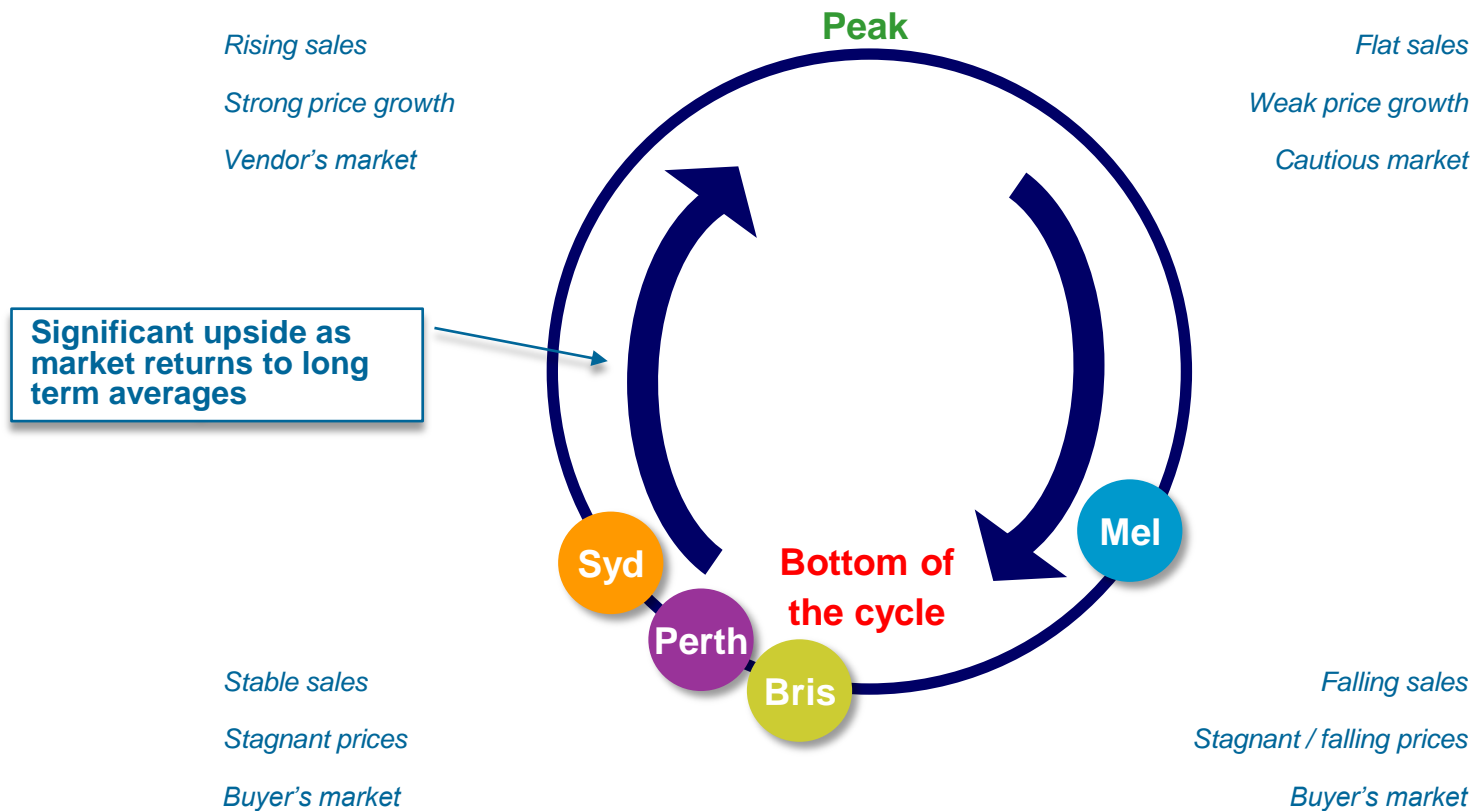 Peak
Rising sales
Strong price growth
Vendor’s market
Flat sales
Weak price growth
Cautious market
Significant upside as
market returns to long
term averages
Mel
Syd
Bottom of
the cycle
Perth
Bris
Stable sales
Stagnant prices
Buyer’s market
Falling sales
Stagnant / falling prices
Buyer’s market